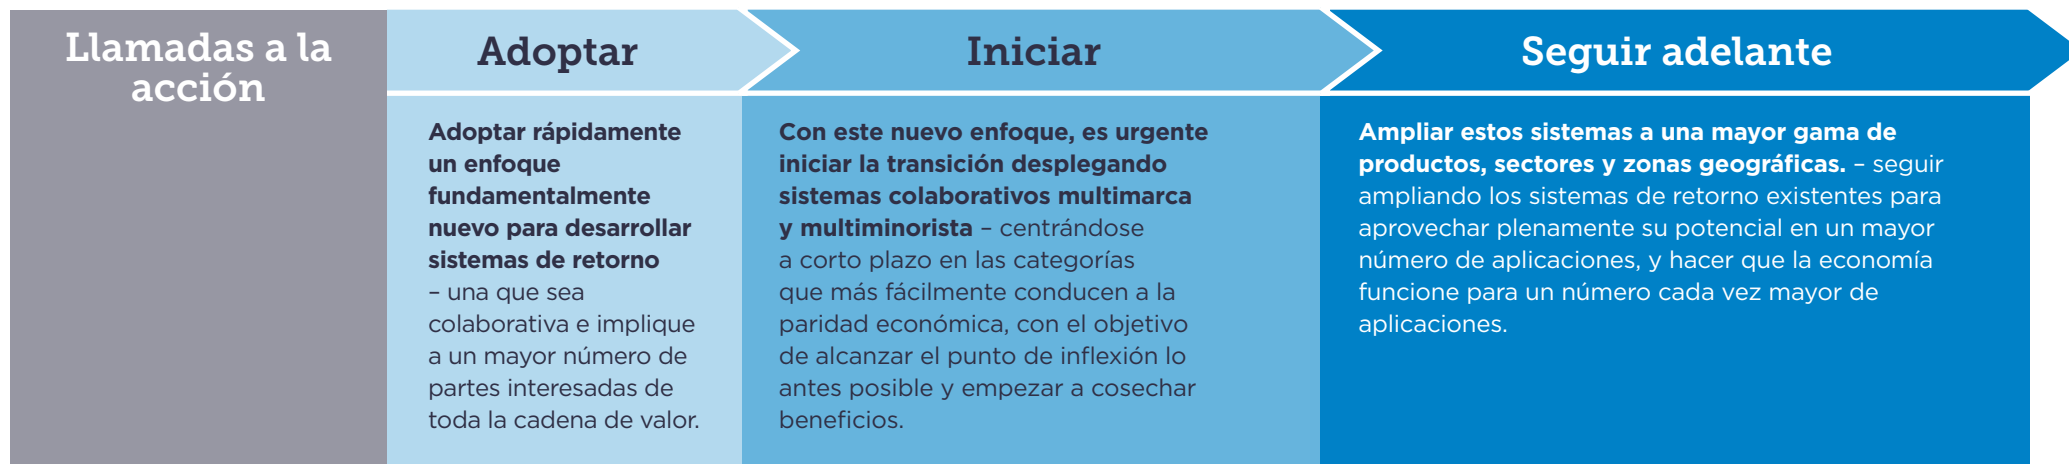 Llamadas a la
acción
Adoptar
Adoptar rápidamente
un enfoque
fundamentalmente
nuevo para desarrollar
sistemas de retorno
– una que sea
colaborativa e implique
a un mayor número de
partes interesadas de
toda la cadena de valor.
Iniciar
Con este nuevo enfoque, es urgente
iniciar la transición desplegando
sistemas colaborativos multimarca
y multiminorista – centrándose
a corto plazo en las categorías
que más fácilmente conducen a la
paridad económica, con el objetivo
de alcanzar el punto de inflexión lo
antes posible y empezar a cosechar
beneficios.
Seguir adelante
Ampliar estos sistemas a una mayor gama de
productos, sectores y zonas geográficas. – seguir
ampliando los sistemas de retorno existentes para
aprovechar plenamente su potencial en un mayor
número de aplicaciones, y hacer que la economía
funcione para un número cada vez mayor de
aplicaciones.